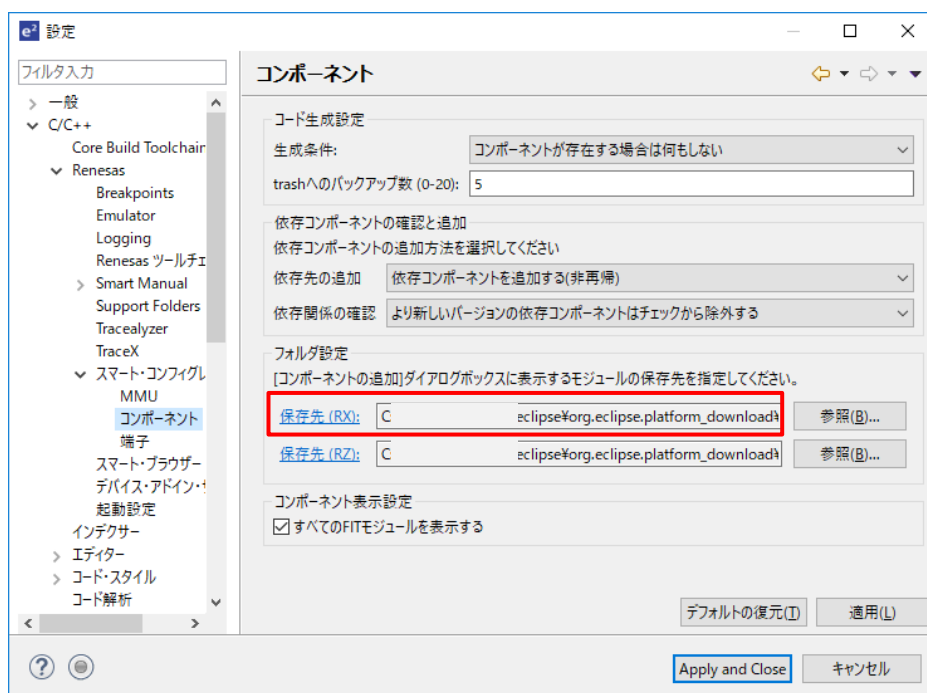 e² 設定
フィルタ入力
一般
C/C++
Core Build Toolchain
Renesas
Breakpoints
Emulator
Logging
Renesas ツールチェ
Smart Manual
Support Folders
Tracealyzer
TraceX
スマート・コンフィグレ
MMU
コンポーネント
端子
スマート・ブラウザー
デバイス・アドイン・
起動設定
インデクサー
エディター
コード・スタイル
コード解析
コンポーネント
コード生成設定
生成条件: コンポーネントが存在する場合は何もしない
trashへのバックアップ数 (0-20): 5
依存コンポーネントの確認と追加
依存コンポーネントの追加方法を選択してください
依存先の追加 依存コンポーネントを追加する(非再帰)
依存関係の確認 より新しいバージョンの依存コンポーネントはチェックから除外する
フォルダ設定
[コンポーネントの追加]ダイアログボックスに表示するモジュールの保存先を指定してください。
保存先 (RX): C eclipse¥org.eclipse.platform_download¥ 参照(B)...
保存先 (RZ): C eclipse¥org.eclipse.platform_download¥ 参照(B)...
コンポーネント表示設定
すべてのFITモジュールを表示する
デフォルトの復元(T) 適用(L)
? Apply and Close キャンセル